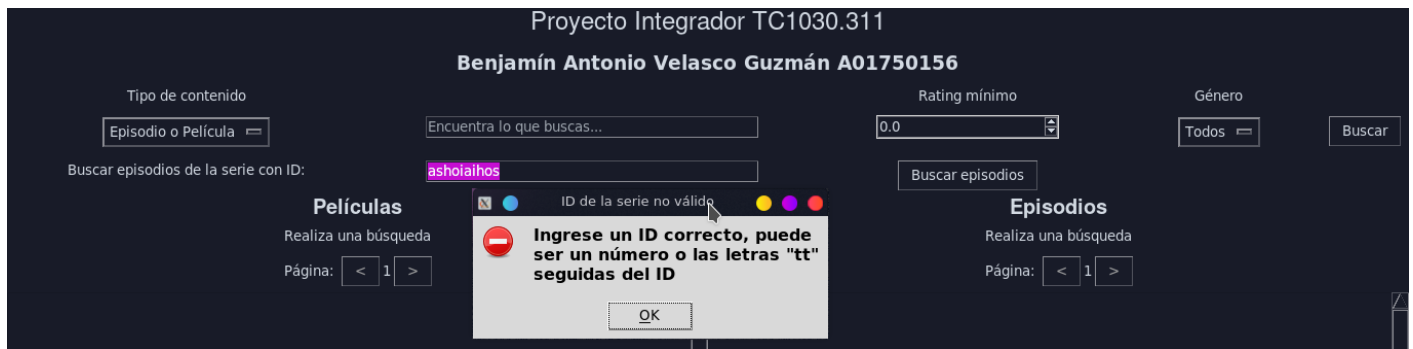 Proyecto Integrador TC1030.311
Benjamín Antonio Velasco Guzmán A01750156
Tipo de contenido
Rating mínimo
Género
Episodio o Película
Encuentra lo que buscas...
0.0
Todos
Buscar
Buscar episodios de la serie con ID:
ashoiaihos
Buscar episodios
Películas
Episodios
Realiza una búsqueda
Realiza una búsqueda
Página: < 1 >
Página: < 1 >
ID de la serie no válido
Ingrese un ID correcto, puede
ser un número o las letras "tt"
seguidas del ID
OK